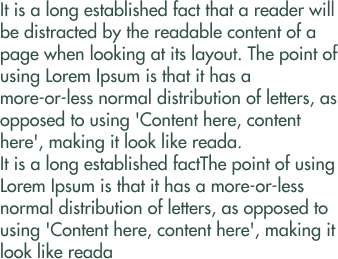 It is a long established fact that a reader will
be distracted by the readable content of a
page when looking at its layout. The point of
using Lorem Ipsum is that it has a
more-or-less normal distribution of letters, as
opposed to using 'Content here, content
here', making it look like reada.
It is a long established factThe point of using
Lorem Ipsum is that it has a more-or-less
normal distribution of letters, as opposed to
using 'Content here, content here', making it
look like reada